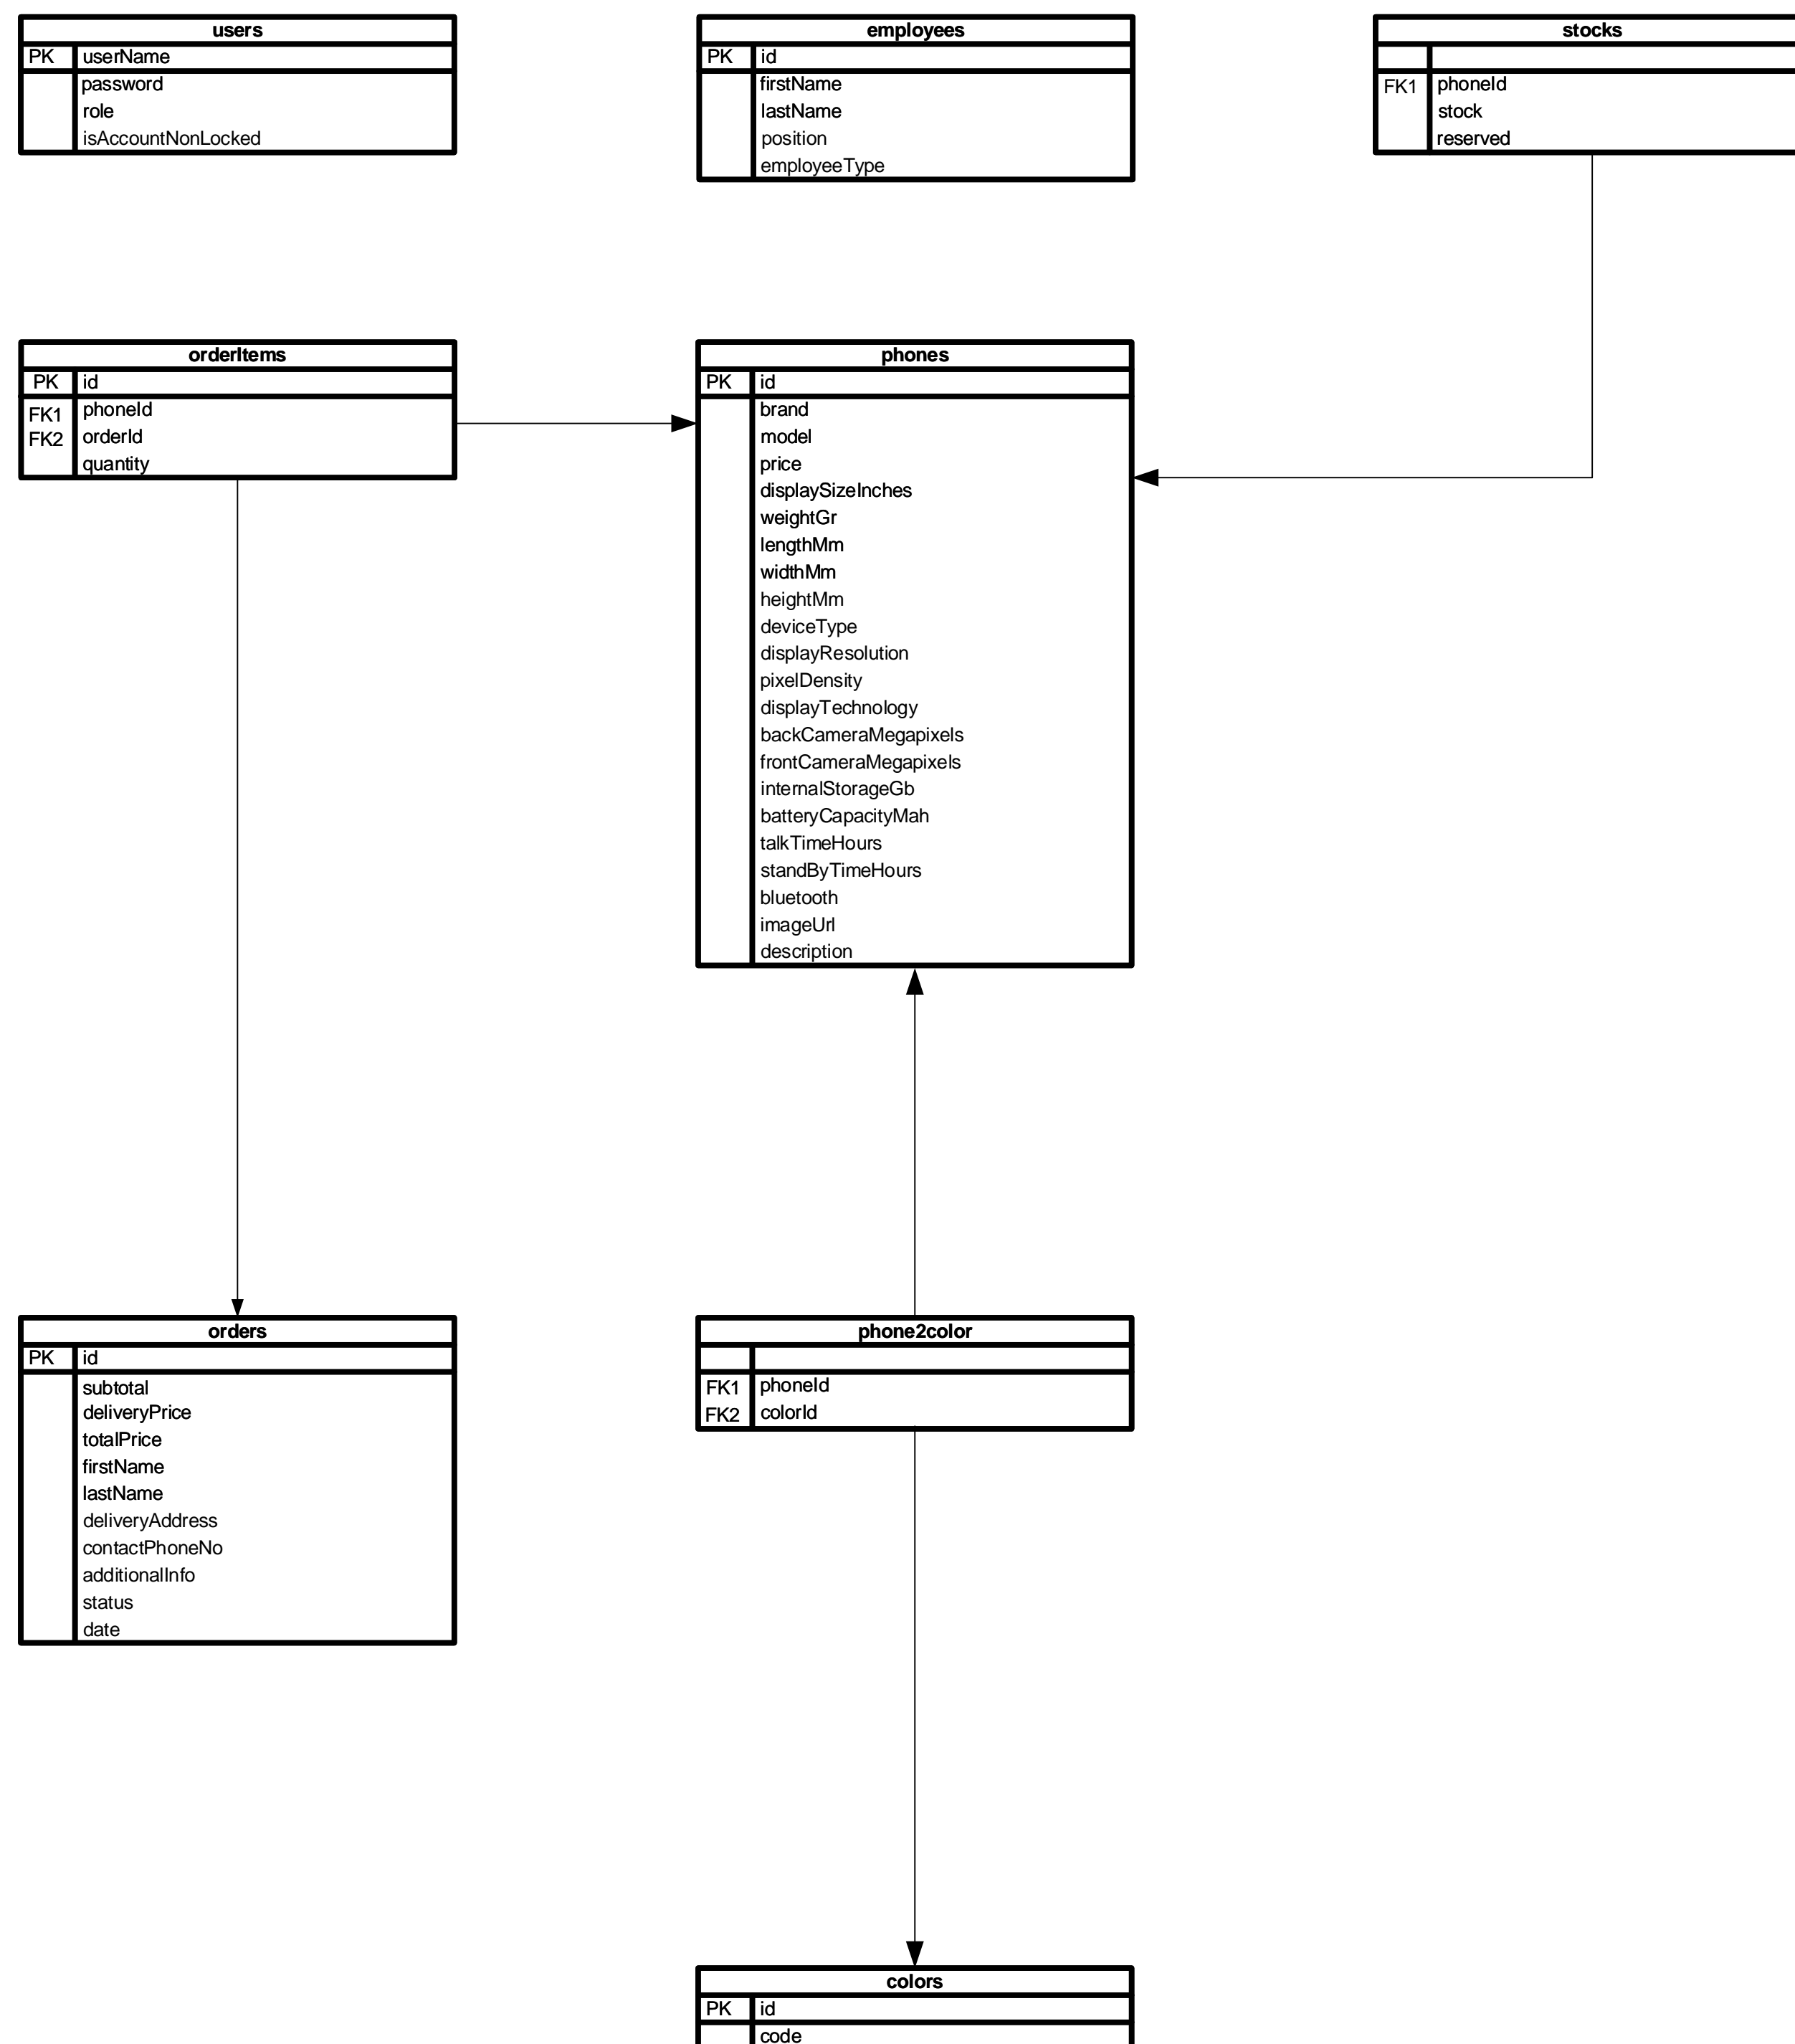 users
PK userName
password
role
isAccountNonLocked
employees
PK id
firstName
lastName
position
employeeType
stocks
FK1 phoneId
stock
reserved
orderItems
PK id
FK1 phoneId
FK2 orderId
quantity
phones
PK id
brand
model
price
displaySizeInches
weightGr
lengthMm
widthMm
heightMm
deviceType
displayResolution
pixelDensity
displayTechnology
backCameraMegapixels
frontCameraMegapixels
internalStorageGb
batteryCapacityMah
talkTimeHours
standByTimeHours
bluetooth
imageUrl
description
orders
PK id
subtotal
deliveryPrice
totalPrice
firstName
lastName
deliveryAddress
contactPhoneNo
additionalInfo
status
date
phone2color
FK1 phoneId
FK2 colorId
colors
PK id
code